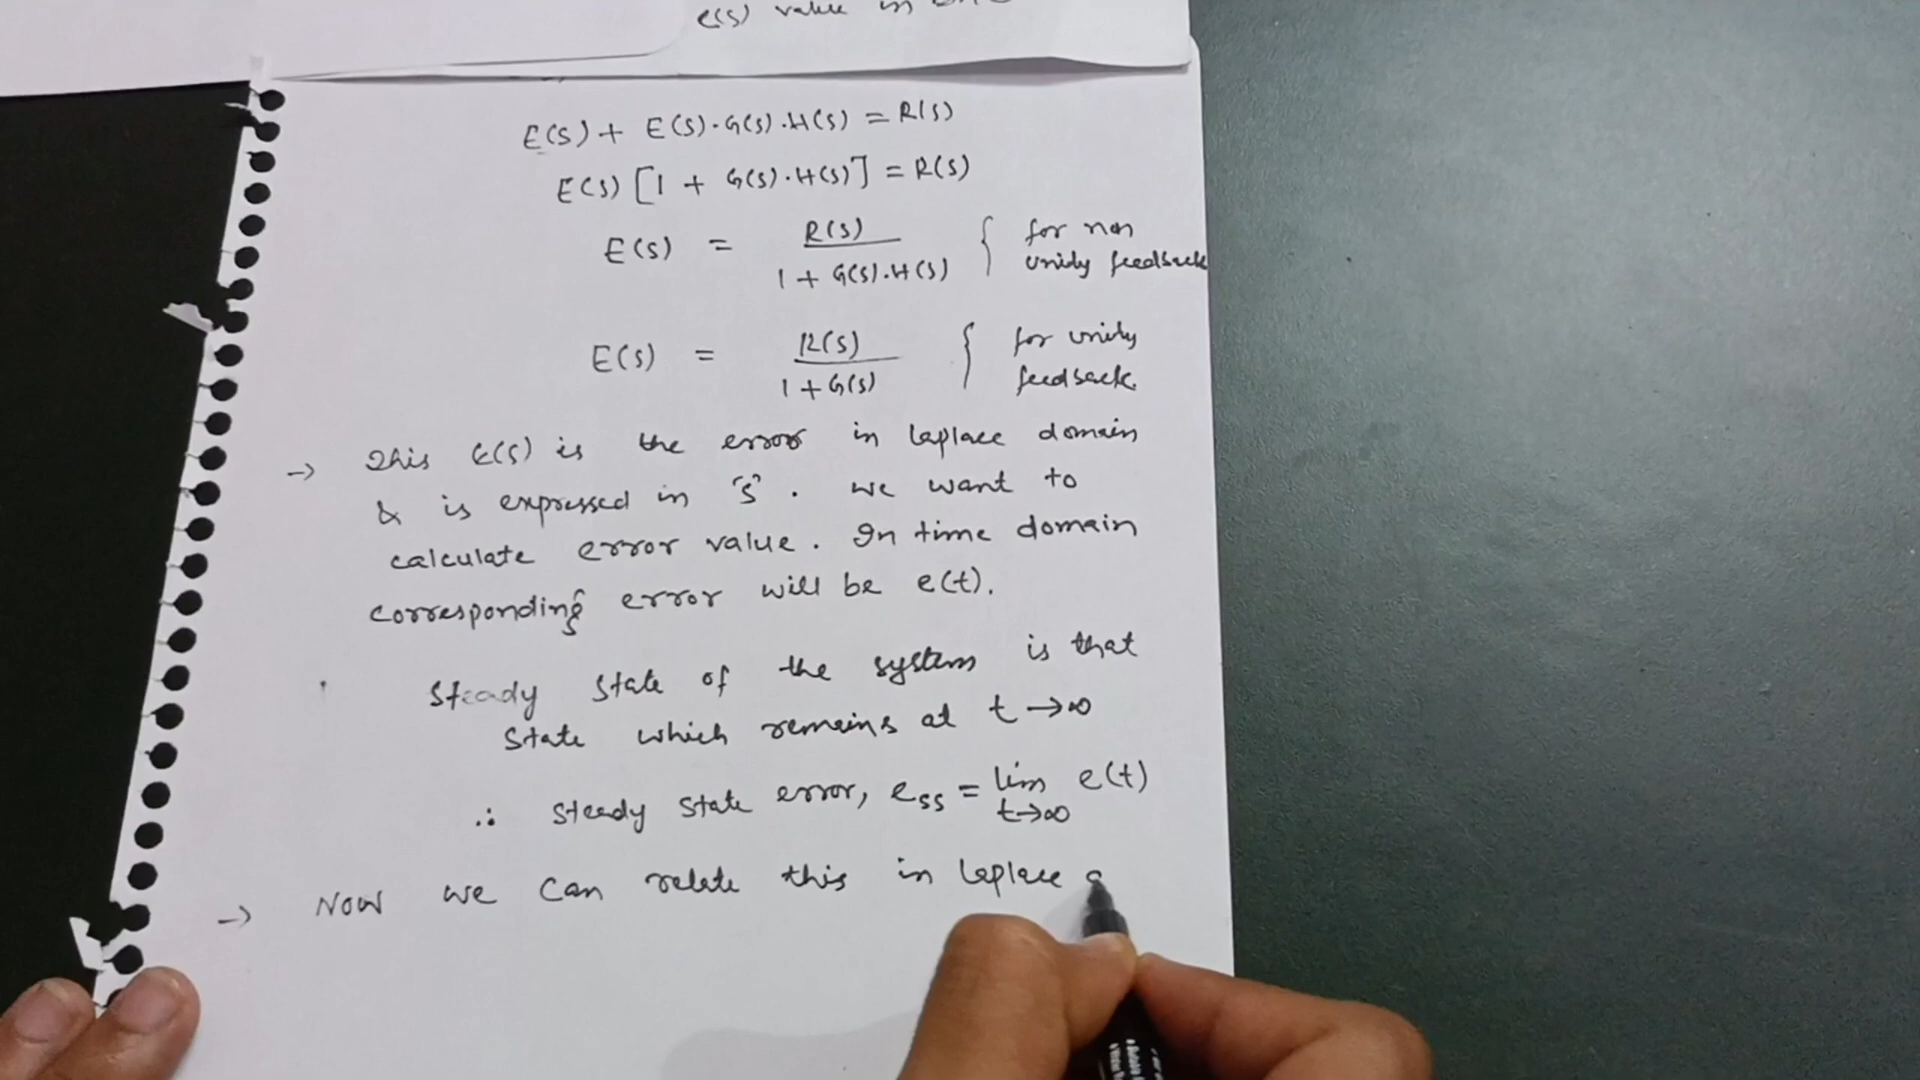 e(s) value in
E(S) + E(S).G(S).H(S) = R(S)
E(S) [1 + G(S).H(S)] = R(S)
E(S) = R(S) / 1 + G(S).H(S) { for non unity feedback
E(S) = R(S) / 1 + G(S) { for unity feedback.
→ This E(S) is the error in laplace domain
& is expressed in 's'. we want to
calculate error value. In time domain
corresponding error will be e(t).
Steady state of the system is that
state which remains at t→∞
∴ steady state error, ess = lim t→∞ e(t)
→ Now we can relate this in laplace